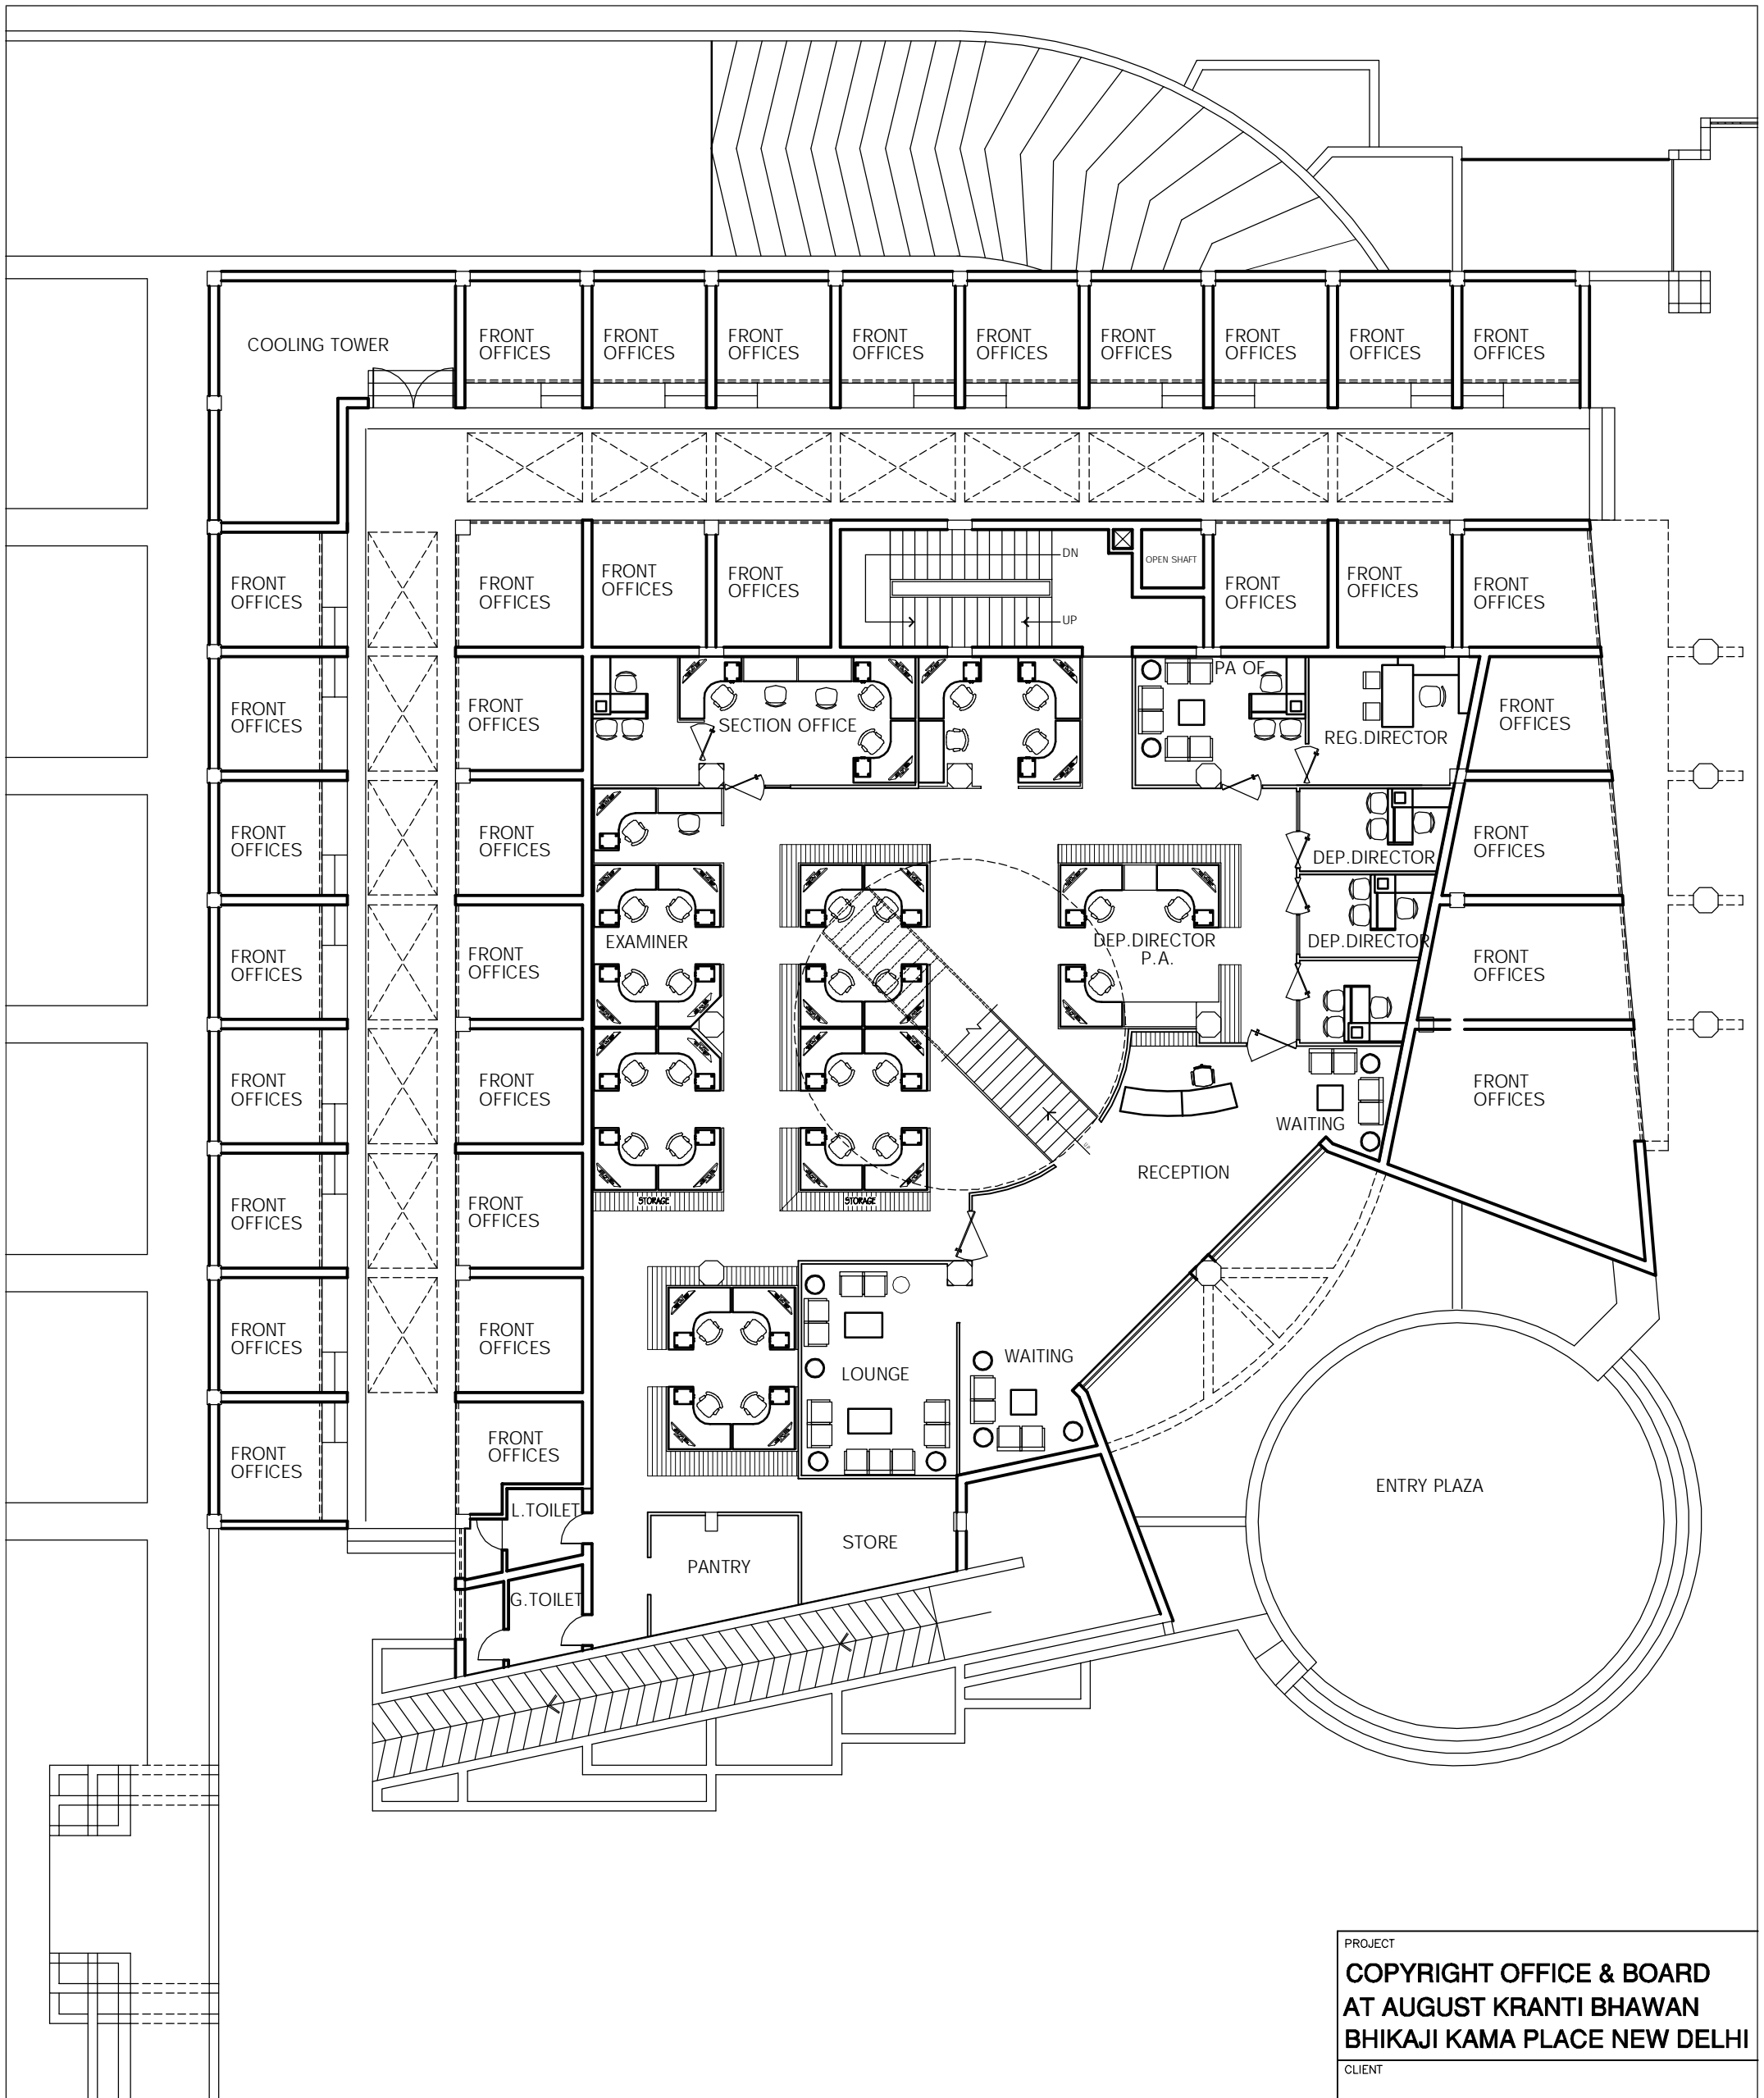 COOLING TOWER
FRONT
OFFICES
FRONT
OFFICES
FRONT
OFFICES
FRONT
OFFICES
FRONT
OFFICES
FRONT
OFFICES
FRONT
OFFICES
FRONT
OFFICES
FRONT
OFFICES
FRONT
OFFICES
FRONT
OFFICES
FRONT
OFFICES
FRONT
OFFICES
DN
UP
OPEN SHAFT
FRONT
OFFICES
FRONT
OFFICES
FRONT
OFFICES
FRONT
OFFICES
FRONT
OFFICES
SECTION OFFICE
PA OF
REG.DIRECTOR
FRONT
OFFICES
FRONT
OFFICES
FRONT
OFFICES
DEP.DIRECTOR
FRONT
OFFICES
FRONT
OFFICES
FRONT
OFFICES
EXAMINER
DEP.DIRECTOR
P.A.
DEP.DIRECTOR
FRONT
OFFICES
FRONT
OFFICES
FRONT
OFFICES
UP
WAITING
FRONT
OFFICES
RECEPTION
FRONT
OFFICES
FRONT
OFFICES
STORAGE
STORAGE
FRONT
OFFICES
FRONT
OFFICES
LOUNGE
WAITING
FRONT
OFFICES
FRONT
OFFICES
ENTRY PLAZA
L.TOILET
G.TOILET
PANTRY
STORE
PROJECT
COPYRIGHT OFFICE & BOARD
AT AUGUST KRANTI BHAWAN
BHIKAJI KAMA PLACE NEW DELHI
CLIENT